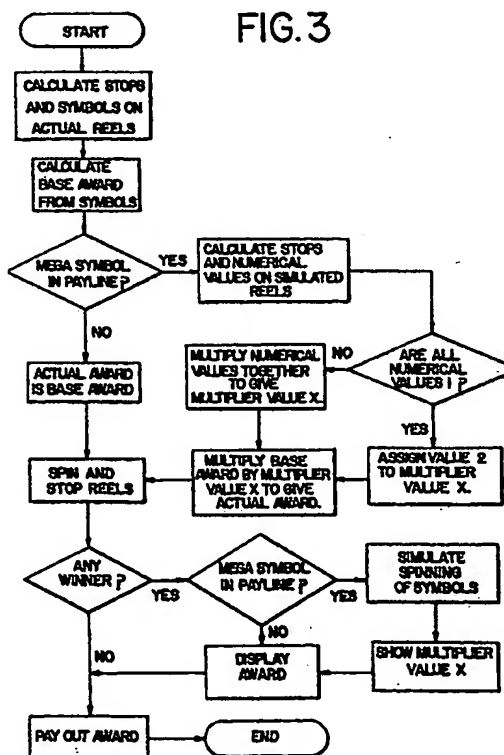 FIG. 3
START
CALCULATE STOPS
AND SYMBOLS ON
ACTUAL REELS
CALCULATE
BASE AWARD
FROM SYMBOLS
MEGA SYMBOL
IN PAYLINE?
YES
CALCULATE STOPS
AND NUMERICAL
VALUES ON SIMULATED
REELS
NO
ACTUAL AWARD
IS BASE AWARD
MULTIPLY NUMERICAL
VALUES TOGETHER
TO GIVE
MULTIPLIER VALUE X.
NO
ARE ALL
NUMERICAL
VALUES 1?
YES
SPIN AND
STOP REELS
MULTIPLY BASE
AWARD BY MULTIPLIER
VALUE X TO GIVE
ACTUAL AWARD.
ASSIGN VALUE 2
TO MULTIPLIER
VALUE X.
ANY
WINNER?
YES
MEGA SYMBOL
IN PAYLINE?
YES
SIMULATE
SPINNING
OF SYMBOLS
NO
NO
DISPLAY
AWARD
SHOW MULTIPLIER
VALUE X
PAY OUT AWARD
END